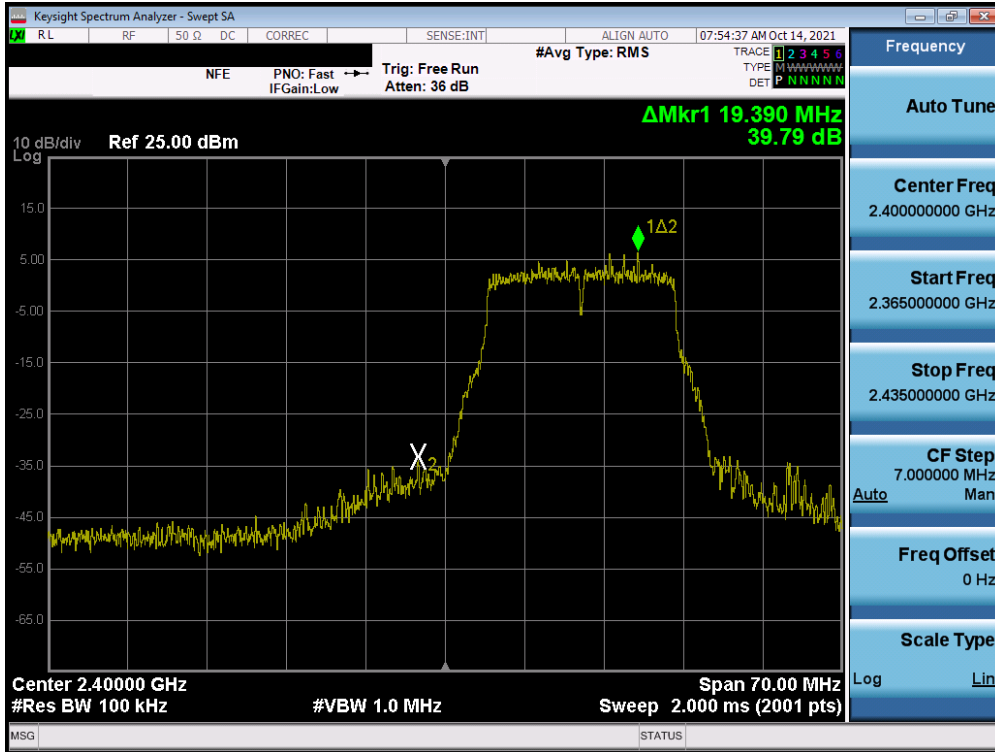 Keysight Spectrum Analyzer - Swept SA
LXI RL RF 50 Ω DC CORREC SENSE:INT ALIGN AUTO 07:54:37 AM Oct 14, 2021
Frequency
NFE PNO: Fast Trig: Free Run #Avg Type: RMS TRACE 1 2 3 4 5 6
IFGain:Low Atten: 36 dB TYPE M WWWWW
DET P N N N N N
Auto Tune
ΔMkr1 19.390 MHz
39.79 dB
10 dB/div Ref 25.00 dBm
Log
15.0
5.00
-5.00
-15.0
-25.0
-35.0
-45.0
-55.0
-65.0
1Δ2
X2
Center Freq
2.400000000 GHz
Start Freq
2.365000000 GHz
Stop Freq
2.435000000 GHz
CF Step
7.000000 MHz
Auto Man
Freq Offset
0 Hz
Scale Type
Log Lin
Center 2.40000 GHz Span 70.00 MHz
#Res BW 100 kHz #VBW 1.0 MHz Sweep 2.000 ms (2001 pts)
MSG STATUS